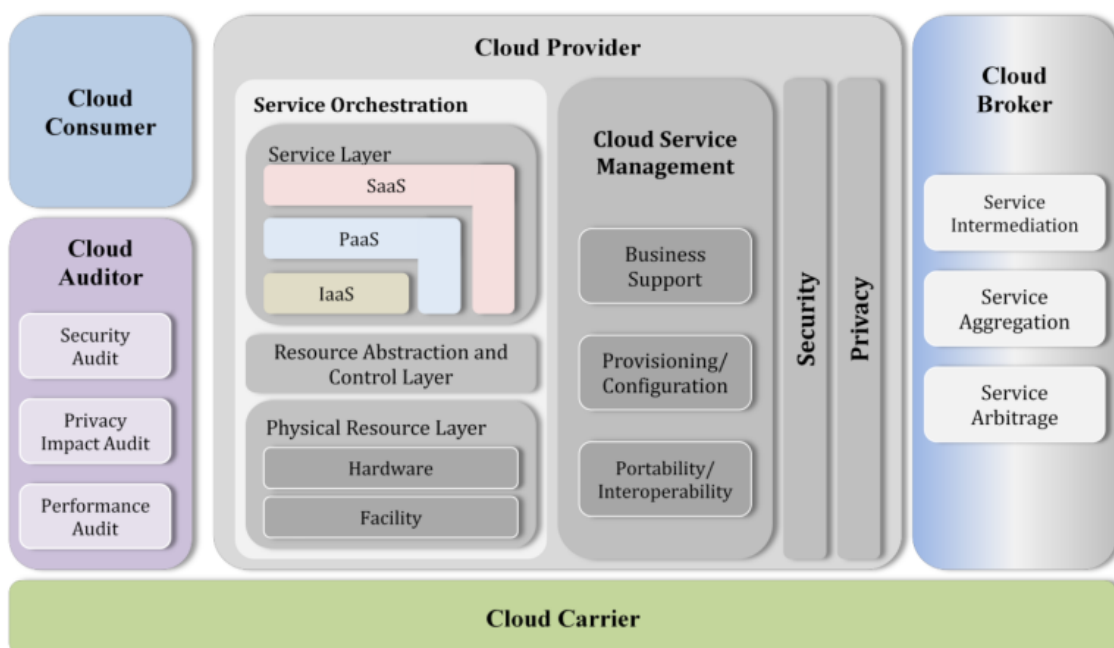 Cloud
Consumer
Cloud
Auditor
Security
Audit
Privacy
Impact Audit
Performance
Audit
Cloud Provider
Service Orchestration
Service Layer
SaaS
PaaS
IaaS
Resource Abstraction and
Control Layer
Physical Resource Layer
Hardware
Facility
Cloud Service
Management
Business
Support
Provisioning/
Configuration
Portability/
Interoperability
Security
Privacy
Cloud
Broker
Service
Intermediation
Service
Aggregation
Service
Arbitrage
Cloud Carrier